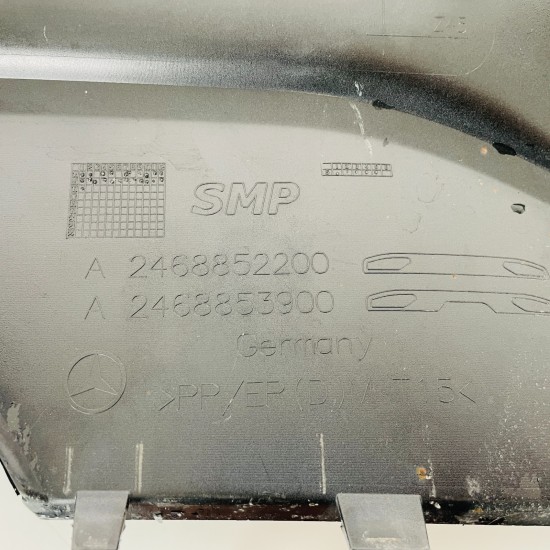 SMP
A 2468852200
A 2468853900
Germany
>PP/EP(D)/ T15<